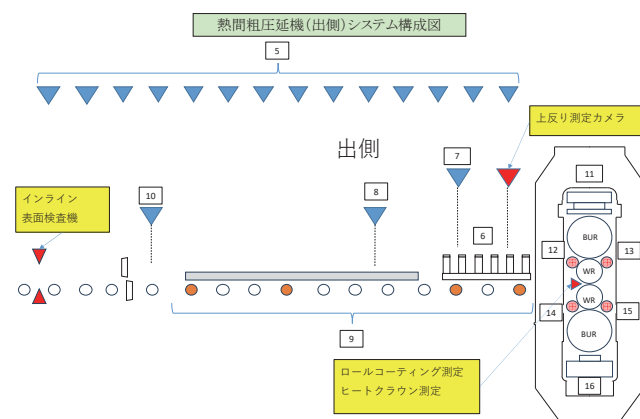 熱間粗圧延機(出側)システム構成図
5
上反り測定カメラ
出側
7
11
インライン
表面検査機
10
8
6
BUR
12
13
WR
WR
14
15
BUR
9
ロールコーティング測定
ヒートクラウン測定
16